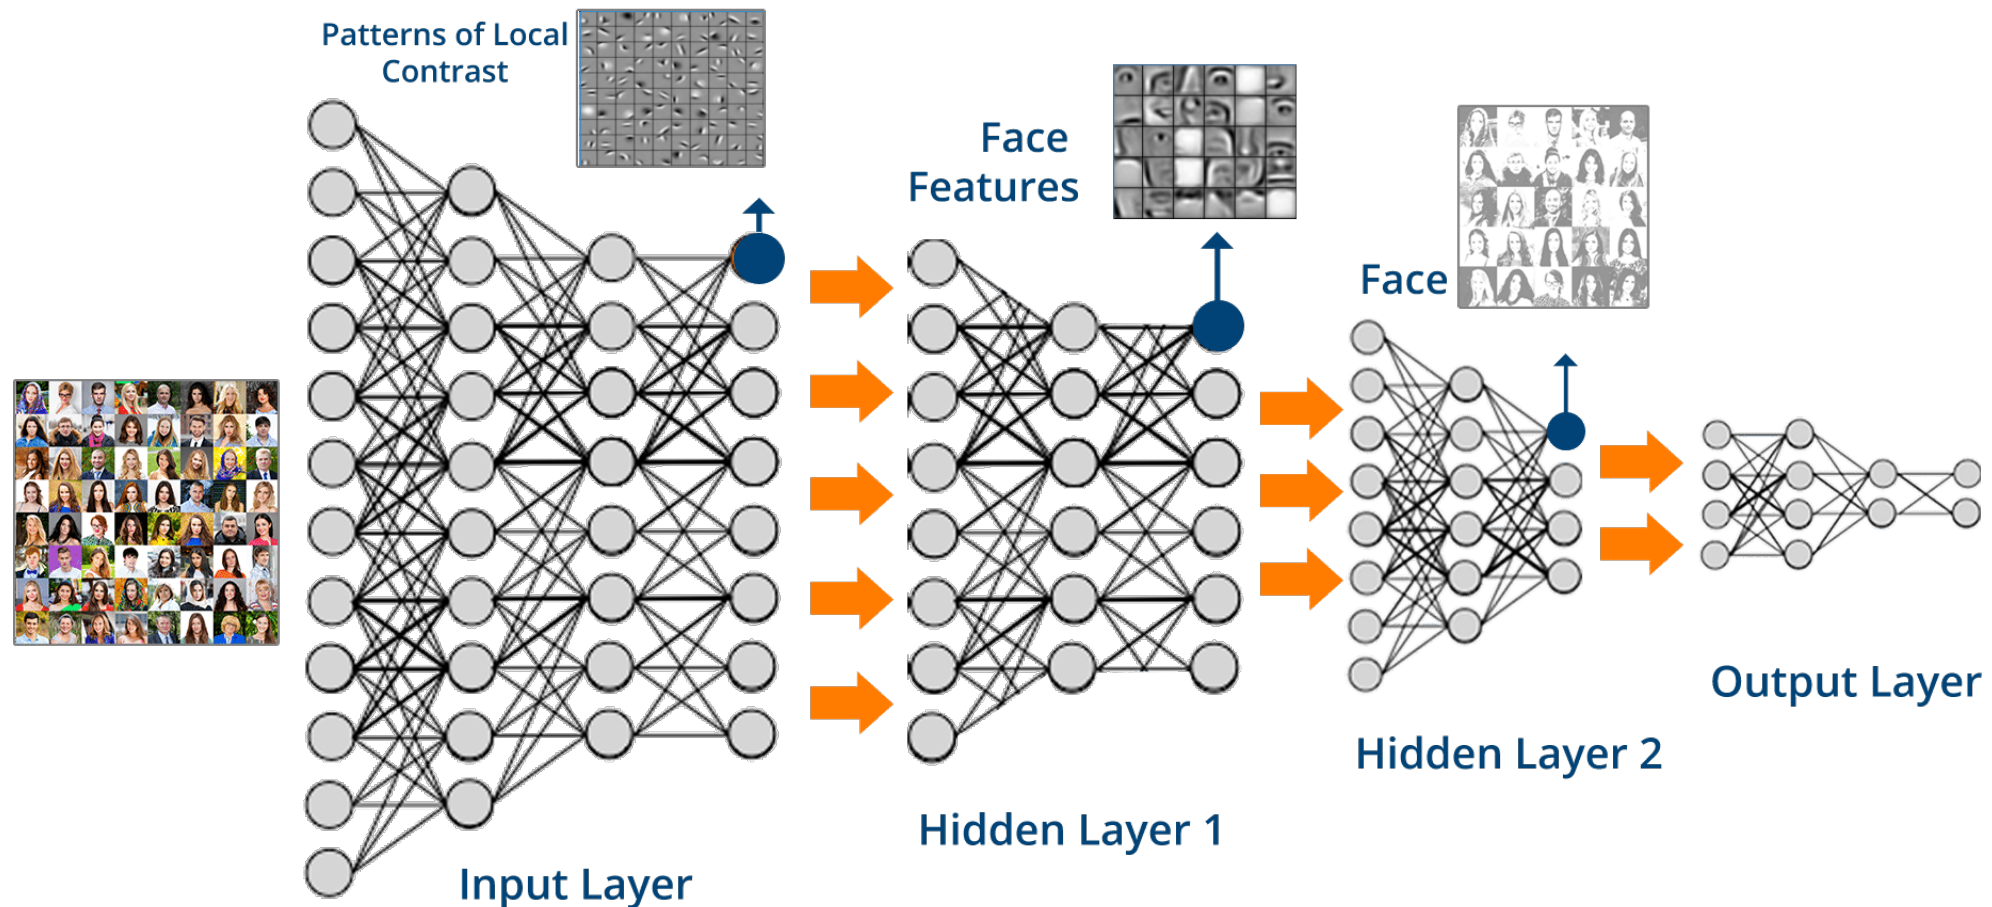 Patterns of Local
Contrast
Face
Features
Face
Output Layer
Hidden Layer 2
Hidden Layer 1
Input Layer